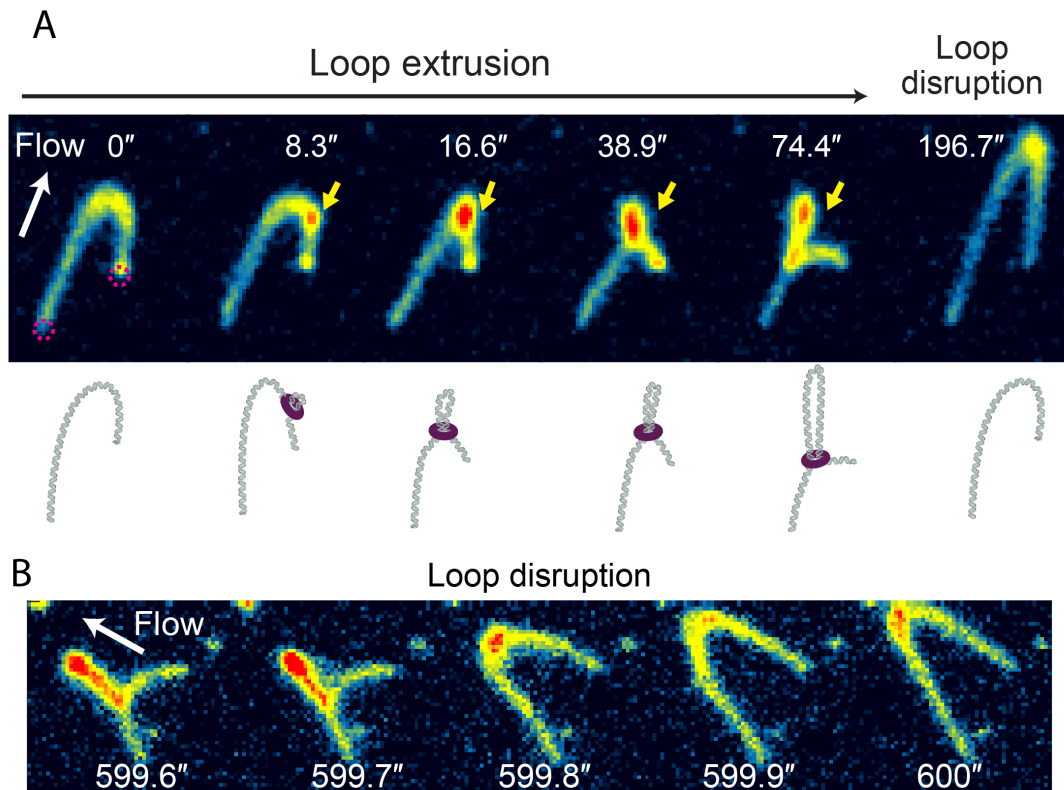 A
Loop extrusion
Loop
disruption
Flow 0″ 8.3″ 16.6″ 38.9″ 74.4″ 196.7″
B
Loop disruption
Flow
599.6″ 599.7″ 599.8″ 599.9″ 600″